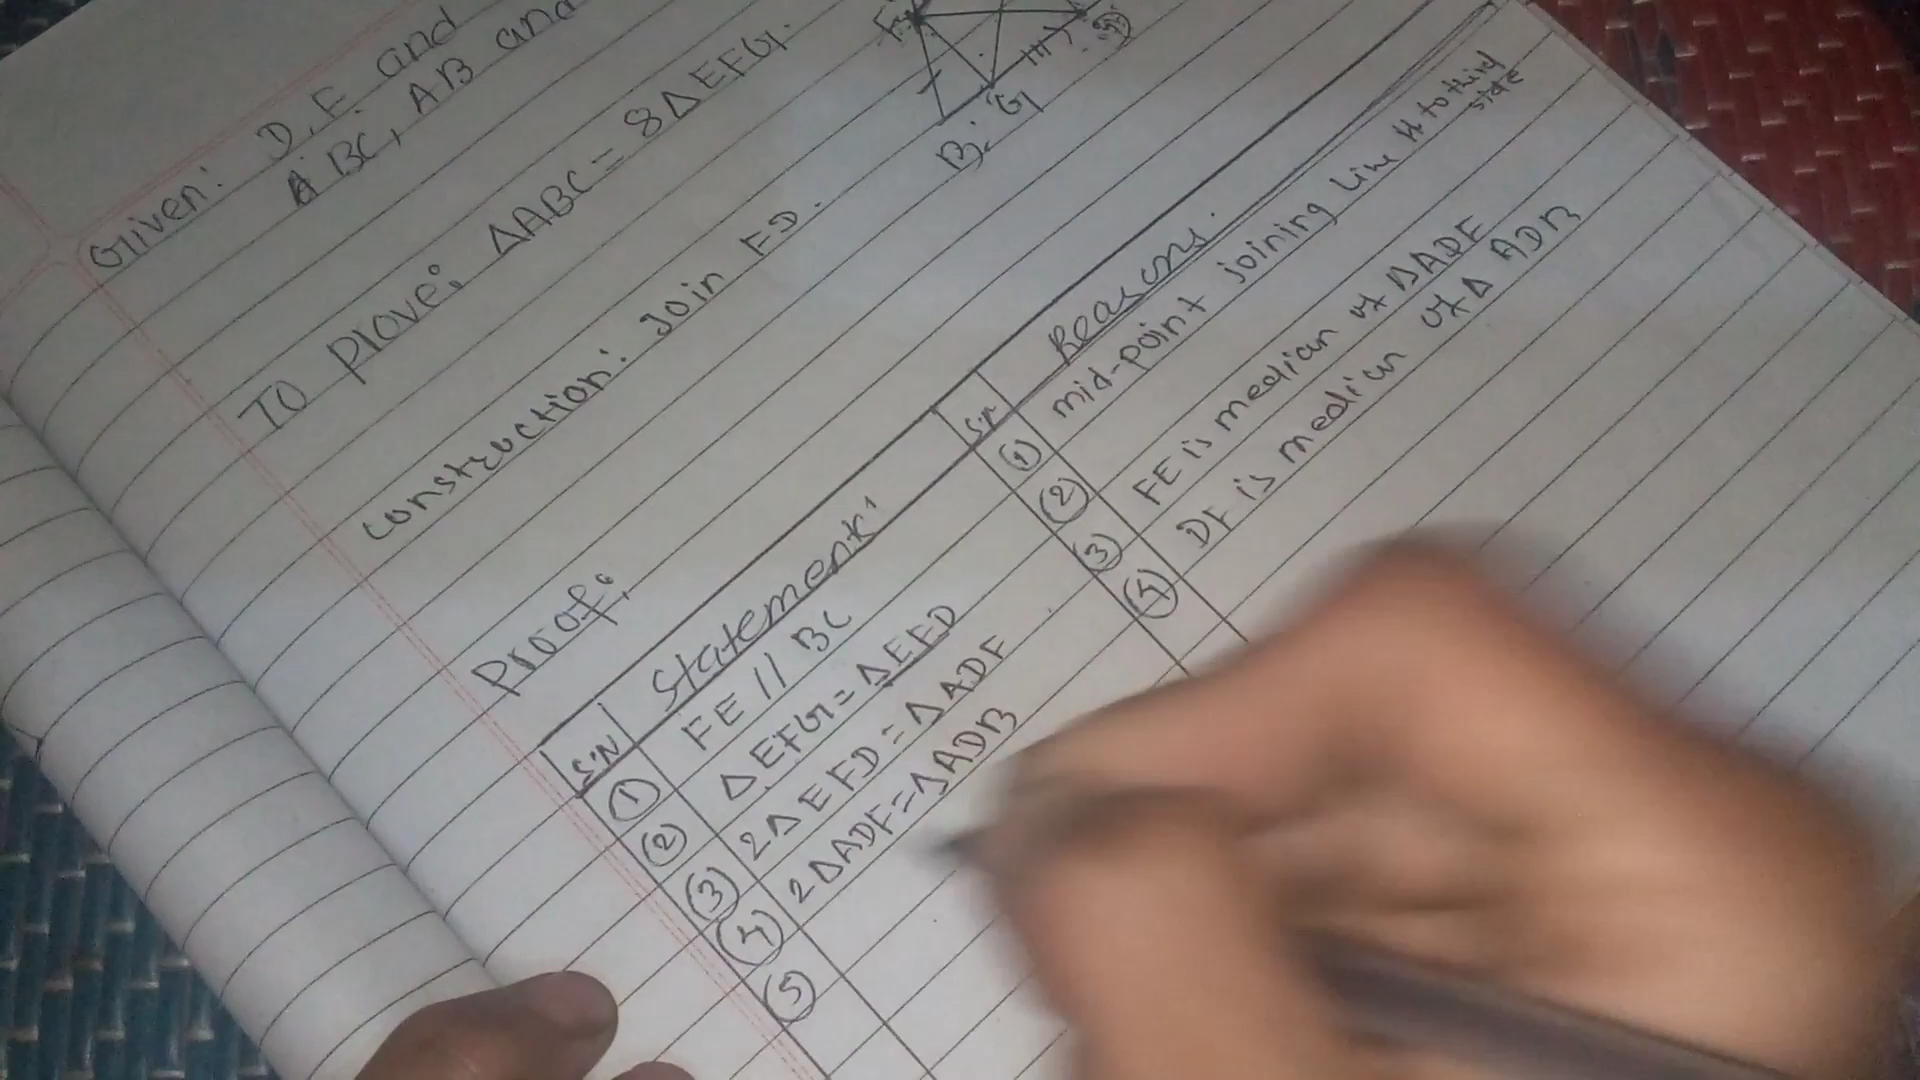 Given: D, E and
ABC, AB and
To prove: ΔABC = 8ΔEFG.
F
G
B
construction: Join FD.
Proof:
S.N Statement
① FE // BC
② ΔEFG = ΔEFD
③ 2ΔEFD = ΔADF
④ 2ΔADF = ΔADB
⑤
S.N Reasons
① mid-point joining line // to third side
②
③ FE is median of ΔADF
④ DF is median of ΔADB